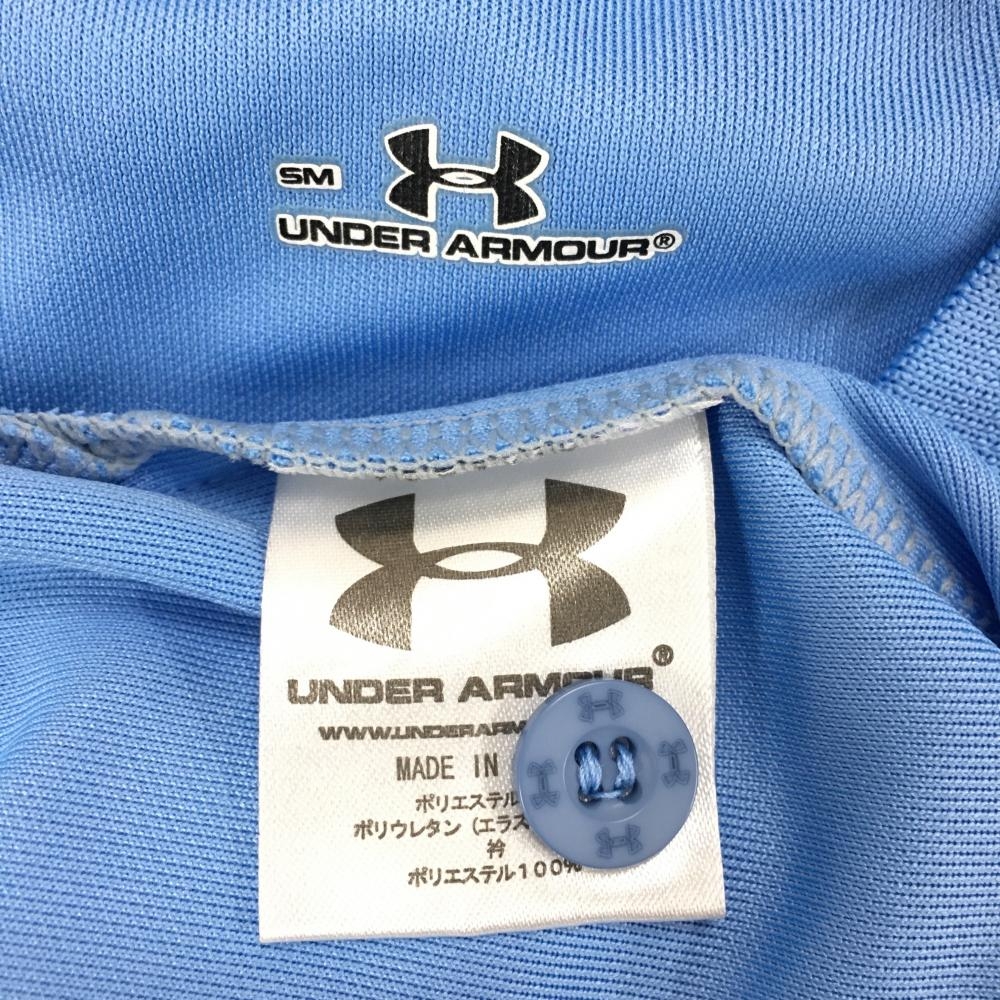 SM
UNDER ARMOUR®
UNDER ARMOUR®
WWW.UNDERARM
MADE IN
ポリエステル
ポリウレタン（エラス
衿
ポリエステル100%